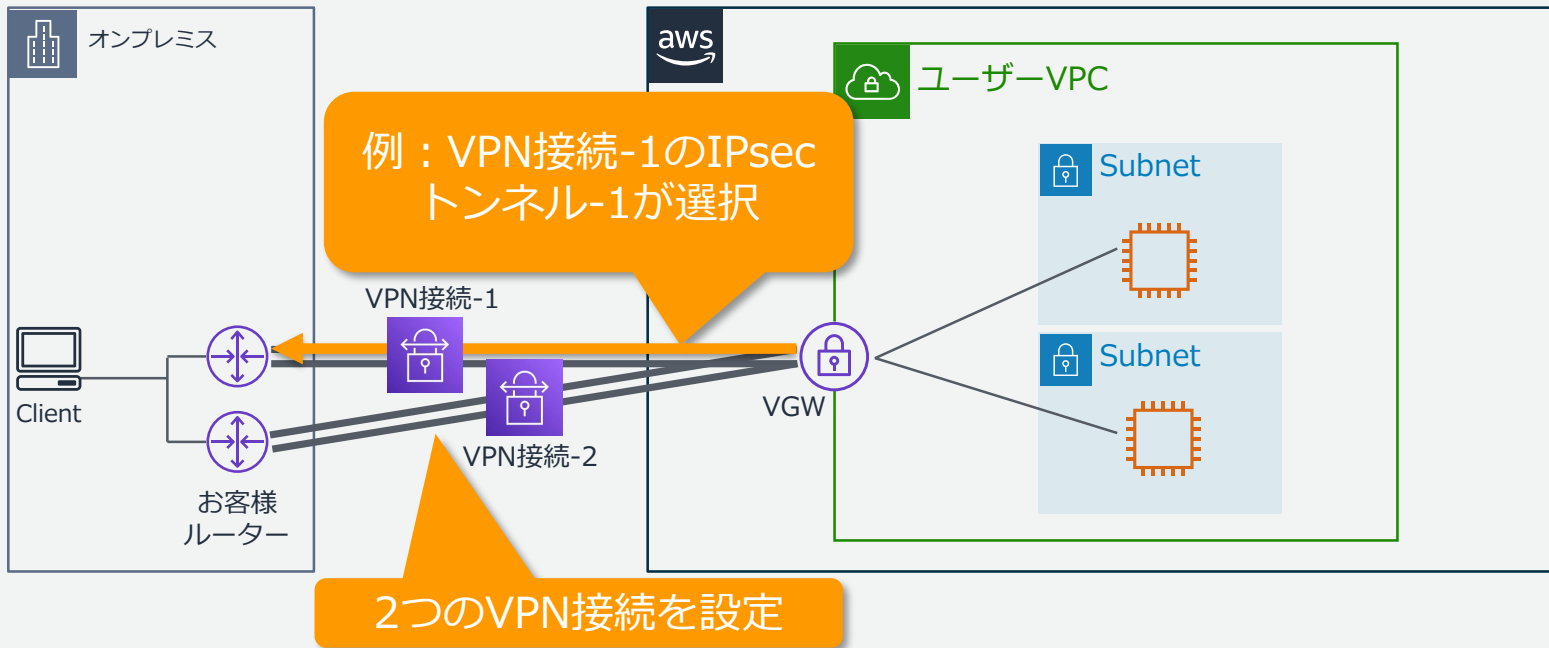 オンプレミス
aws
ユーザーVPC
例：VPN接続-1のIPsec
トンネル-1が選択
Subnet
VPN接続-1
Subnet
Client
VGW
VPN接続-2
お客様
ルーター
2つのVPN接続を設定